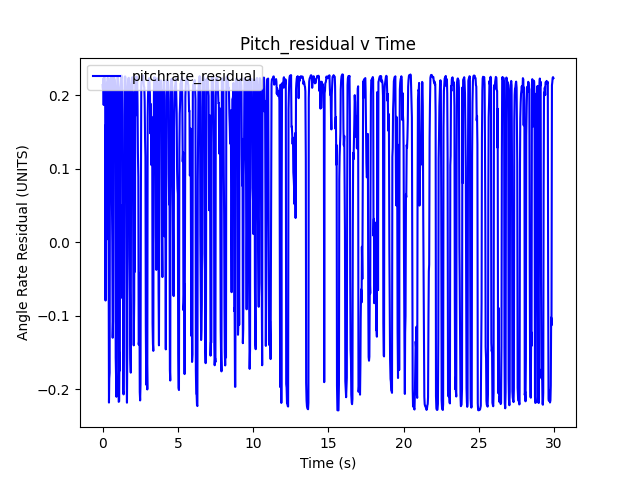 Pitch_residual v Time
pitchrate_residual
Angle Rate Residual (UNITS)
0.2
0.1
0.0
−0.1
−0.2
0 5 10 15 20 25 30
Time (s)